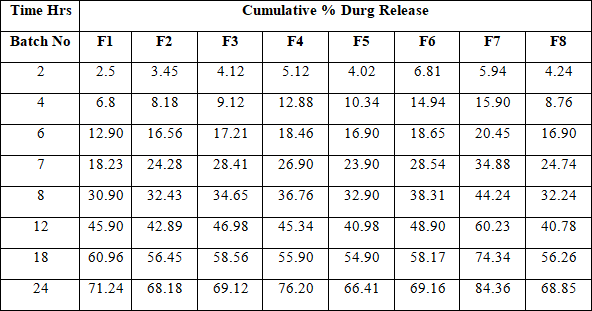 Time Hrs Cumulative % Durg Release
Batch No F1 F2 F3 F4 F5 F6 F7 F8
2 2.5 3.45 4.12 5.12 4.02 6.81 5.94 4.24
4 6.8 8.18 9.12 12.88 10.34 14.94 15.90 8.76
6 12.90 16.56 17.21 18.46 16.90 18.65 20.45 16.90
7 18.23 24.28 28.41 26.90 23.90 28.54 34.88 24.74
8 30.90 32.43 34.65 36.76 32.90 38.31 44.24 32.24
12 45.90 42.89 46.98 45.34 40.98 48.90 60.23 40.78
18 60.96 56.45 58.56 55.90 54.90 58.17 74.34 56.26
24 71.24 68.18 69.12 76.20 66.41 69.16 84.36 68.85